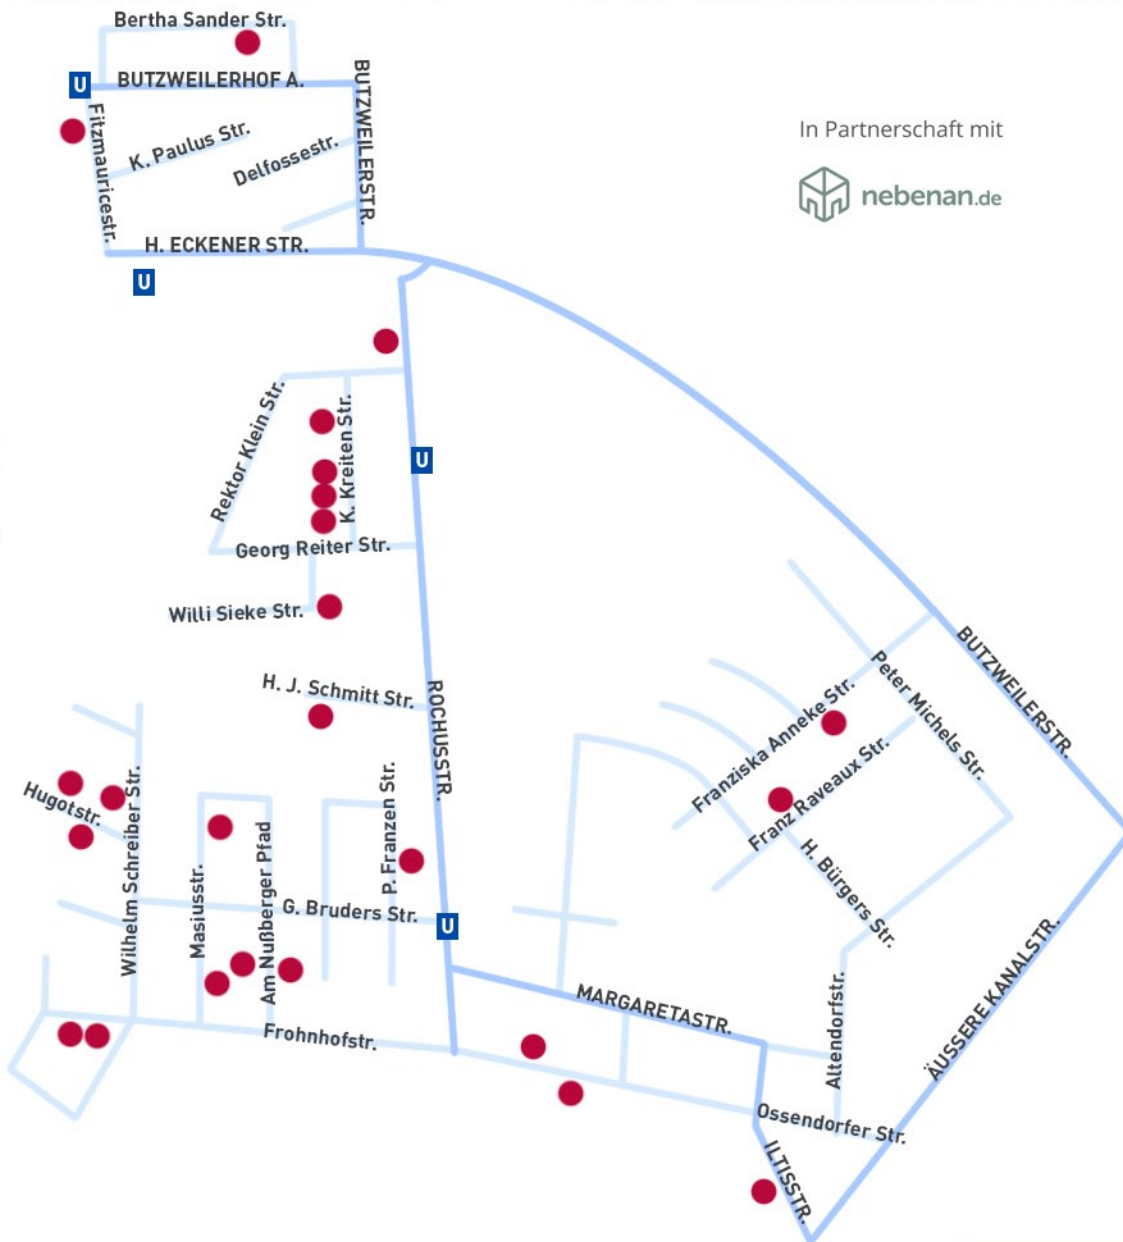 Bertha Sander Str.
U
BUTZWEILERHOF A.
BUTZWEILERSTR.
Fitzmauricestr.
K. Paulus Str.
Delfossestr.
In Partnerschaft mit
nebenan.de
H. ECKENER STR.
U
Rektor Klein Str.
K. Kreiten Str.
U
Georg Reiter Str.
Willi Sieke Str.
H. J. Schmitt Str.
ROCHUSSTR.
Peter Michels Str.
BUTZWEILERSTR.
Franziska Anneke Str.
Franz Raveaux Str.
H. Bürgers Str.
Hugotstr.
Wilhelm Schreiber Str.
Masiusstr.
Am Nußberger Pfad
P. Franzen Str.
G. Bruders Str.
U
MARGARETASTR.
Altendorfstr.
ÄUSSERE KANALSTR.
Frohnhofstr.
Ossendorfer Str.
ILTISSTR.